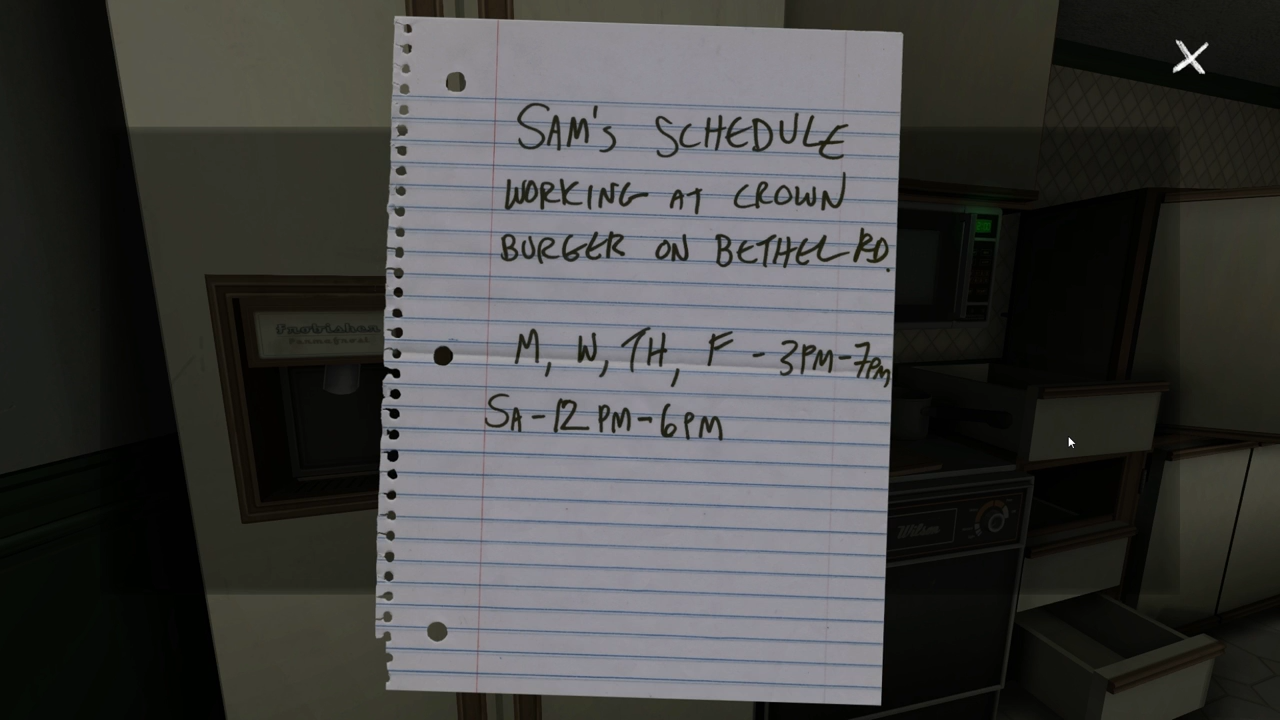 SAM'S SCHEDULE
WORKING AT CROWN
BURGER ON BETHEL RD.
M, W, TH, F - 3PM-7PM
SA-12 PM-6PM